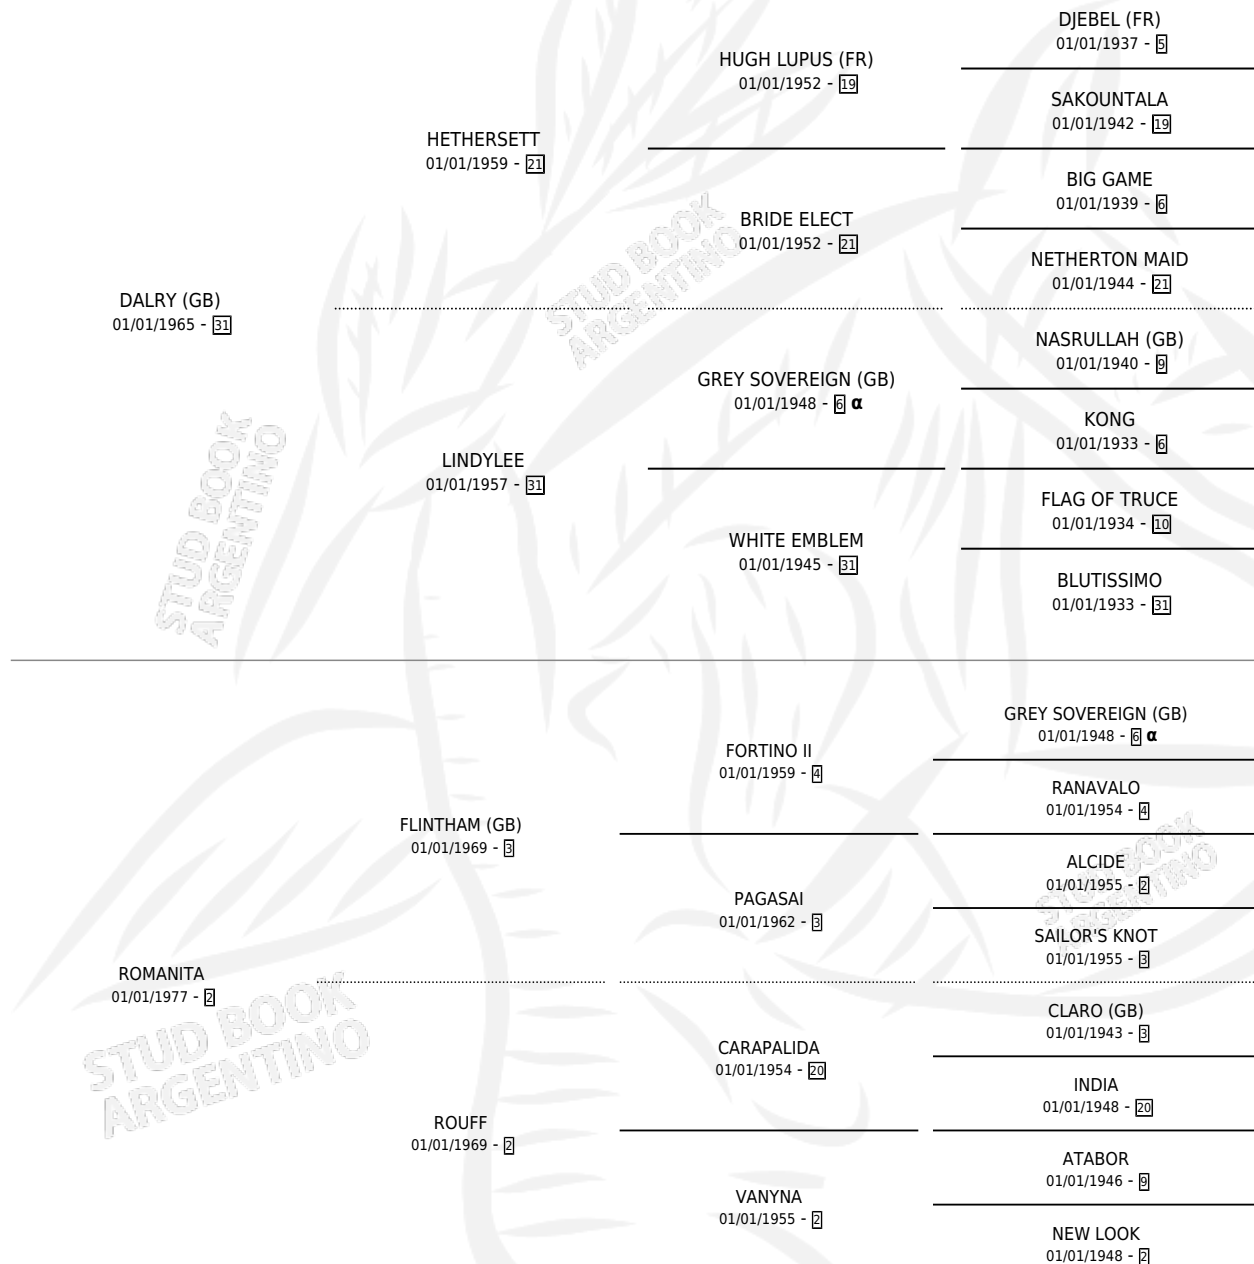 DJEBEL (FR)
01/01/1937 - 5
HUGH LUPUS (FR)
01/01/1952 - 19
SAKOUNTALA
01/01/1942 - 19
HETHERSETT
01/01/1959 - 21
BIG GAME
01/01/1939 - 6
BRIDE ELECT
01/01/1952 - 21
NETHERTON MAID
01/01/1944 - 21
STUD BOOK
ARGENTINO
DALRY (GB)
01/01/1965 - 31
NASRULLAH (GB)
01/01/1940 - 9
GREY SOVEREIGN (GB)
01/01/1948 - 6 α
KONG
01/01/1933 - 6
LINDYLEE
01/01/1957 - 31
FLAG OF TRUCE
01/01/1934 - 10
WHITE EMBLEM
01/01/1945 - 31
BLUTISSIMO
01/01/1933 - 31
STUD BOOK
ARGENTINO
GREY SOVEREIGN (GB)
01/01/1948 - 6 α
FORTINO II
01/01/1959 - 4
RANAVALO
01/01/1954 - 4
FLINTHAM (GB)
01/01/1969 - 3
ALCIDE
01/01/1955 - 2
PAGASAI
01/01/1962 - 3
SAILOR'S KNOT
01/01/1955 - 3
STUD BOOK
ARGENTINO
ROMANITA
01/01/1977 - 2
CLARO (GB)
01/01/1943 - 3
CARAPALIDA
01/01/1954 - 20
INDIA
01/01/1948 - 20
STUD BOOK
ARGENTINO
ROUFF
01/01/1969 - 2
ATABOR
01/01/1946 - 9
VANYNA
01/01/1955 - 2
NEW LOOK
01/01/1948 - 2